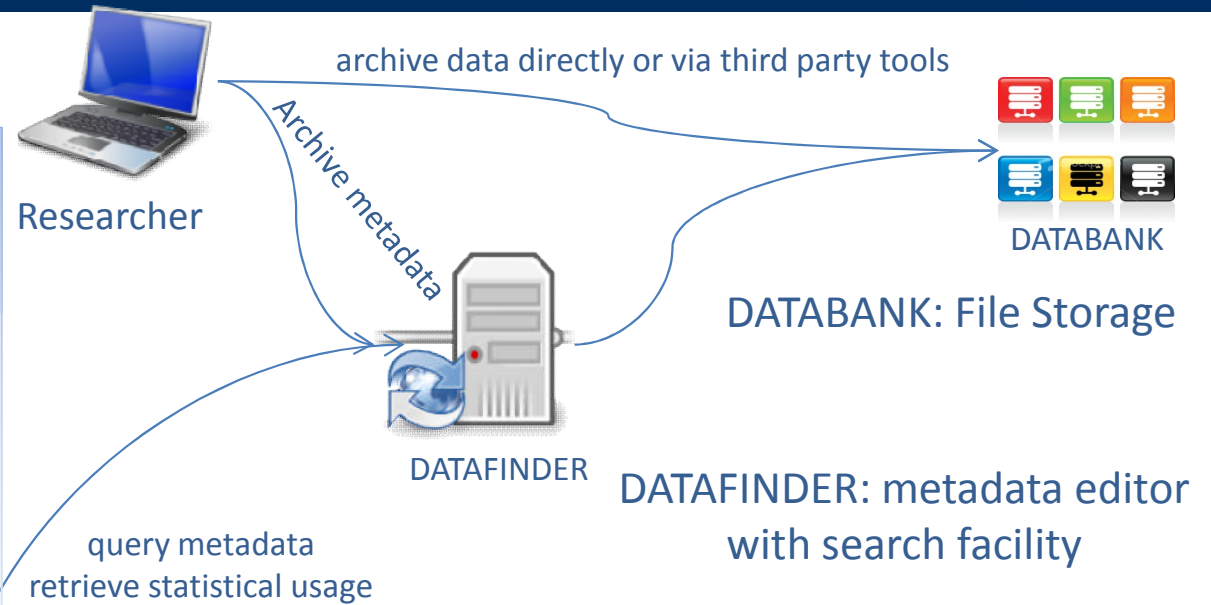 archive data directly or via third party tools
Archive metadata
Researcher
DATABANK
DATABANK: File Storage
DATAFINDER
DATAFINDER: metadata editor
with search facility
query metadata
retrieve statistical usage